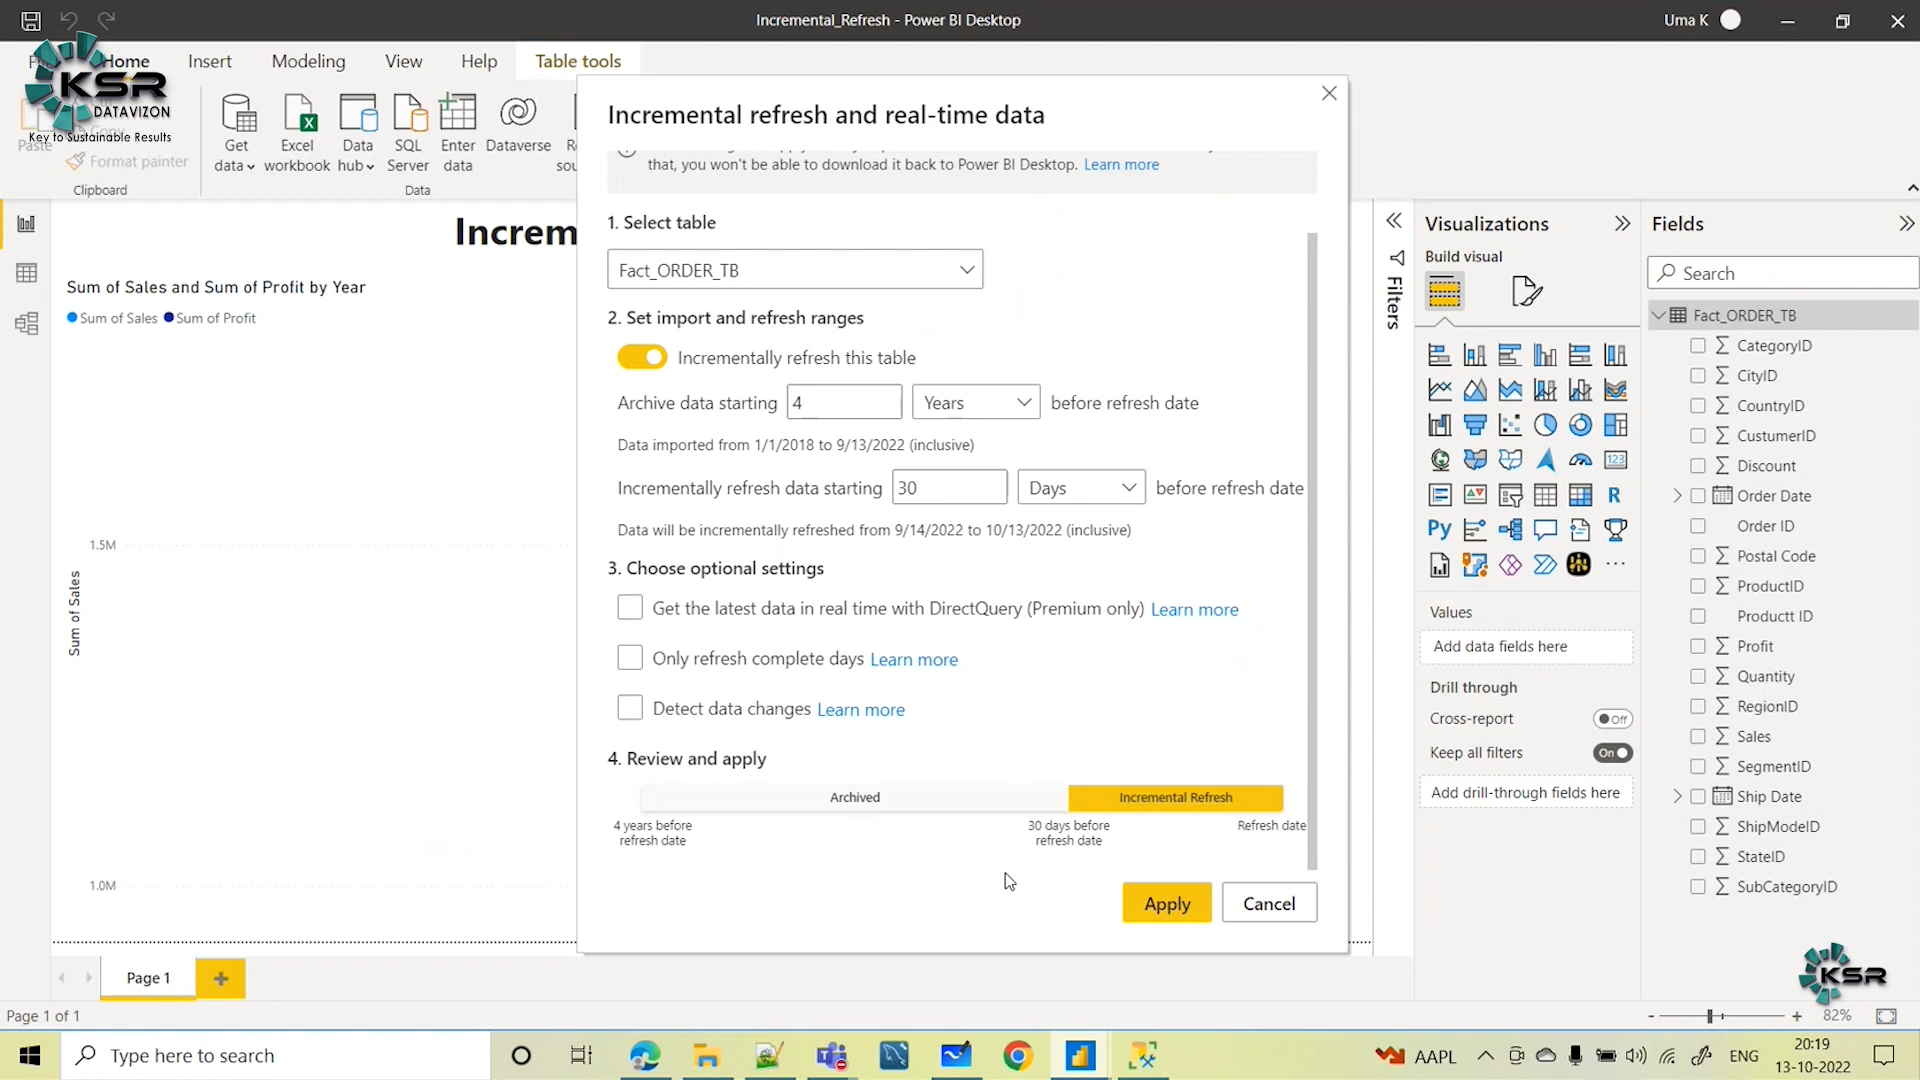 Incremental_Refresh - Power BI Desktop
Uma K
Home
Insert
Modeling
View
Help
Table tools
KSR
DATAVIZON
Key to Sustainable Results
Paste
Copy
Format painter
Clipboard
Get data
Excel workbook
Data hub
SQL Server
Enter data
Dataverse
Data
Increm
Sum of Sales and Sum of Profit by Year
Sum of Sales
Sum of Profit
1.5M
Sum of Sales
1.0M
Incremental refresh and real-time data
that, you won't be able to download it back to Power BI Desktop. Learn more
1. Select table
Fact_ORDER_TB
2. Set import and refresh ranges
Incrementally refresh this table
Archive data starting 4 Years before refresh date
Data imported from 1/1/2018 to 9/13/2022 (inclusive)
Incrementally refresh data starting 30 Days before refresh date
Data will be incrementally refreshed from 9/14/2022 to 10/13/2022 (inclusive)
3. Choose optional settings
Get the latest data in real time with DirectQuery (Premium only) Learn more
Only refresh complete days Learn more
Detect data changes Learn more
4. Review and apply
Archived
Incremental Refresh
4 years before
refresh date
30 days before
refresh date
Refresh date
Apply
Cancel
Filters
Visualizations
Build visual
123
R
Py
Values
Add data fields here
Drill through
Cross-report
Off
Keep all filters
On
Add drill-through fields here
Fields
Search
Fact_ORDER_TB
CategoryID
CityID
CountryID
CustumerID
Discount
Order Date
Order ID
Postal Code
ProductID
Productt ID
Profit
Quantity
RegionID
Sales
SegmentID
Ship Date
ShipModeID
StateID
SubCategoryID
KSR
Page 1
Page 1 of 1
- + 82%
Type here to search
AAPL
ENG
20:19
13-10-2022